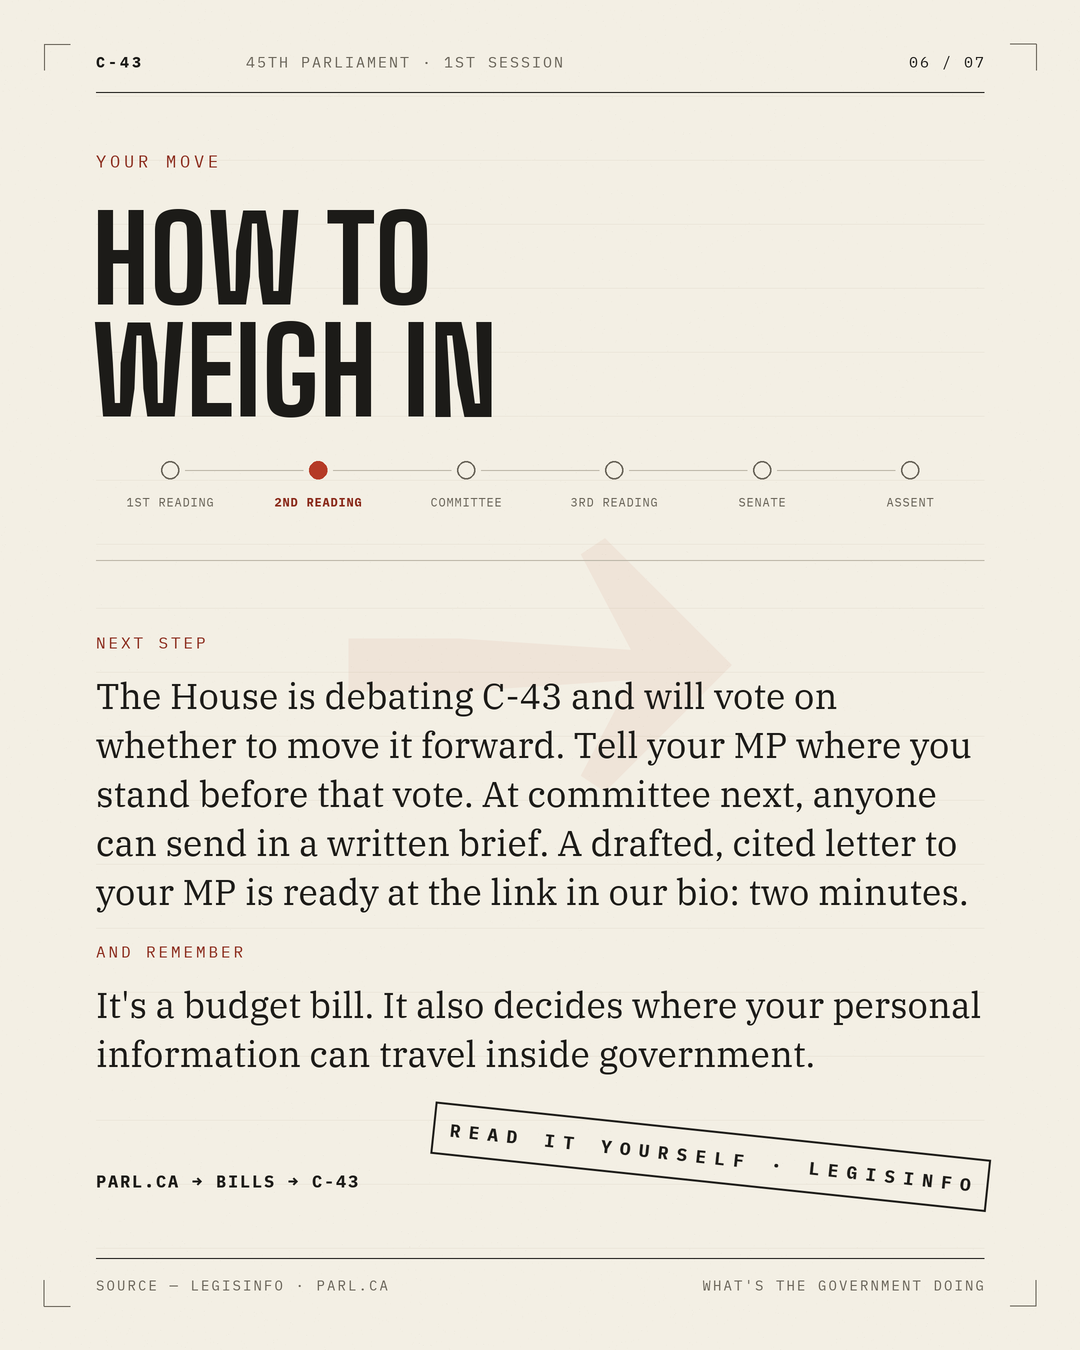 C-43 45TH PARLIAMENT · 1ST SESSION 06 / 07
YOUR MOVE
HOW TO
WEIGH IN
1ST READING 2ND READING COMMITTEE 3RD READING SENATE ASSENT
NEXT STEP
The House is debating C-43 and will vote on
whether to move it forward. Tell your MP where you
stand before that vote. At committee next, anyone
can send in a written brief. A drafted, cited letter to
your MP is ready at the link in our bio: two minutes.
AND REMEMBER
It's a budget bill. It also decides where your personal
information can travel inside government.
READ IT YOURSELF · LEGISINFO
PARL.CA → BILLS → C-43
SOURCE — LEGISINFO · PARL.CA WHAT'S THE GOVERNMENT DOING